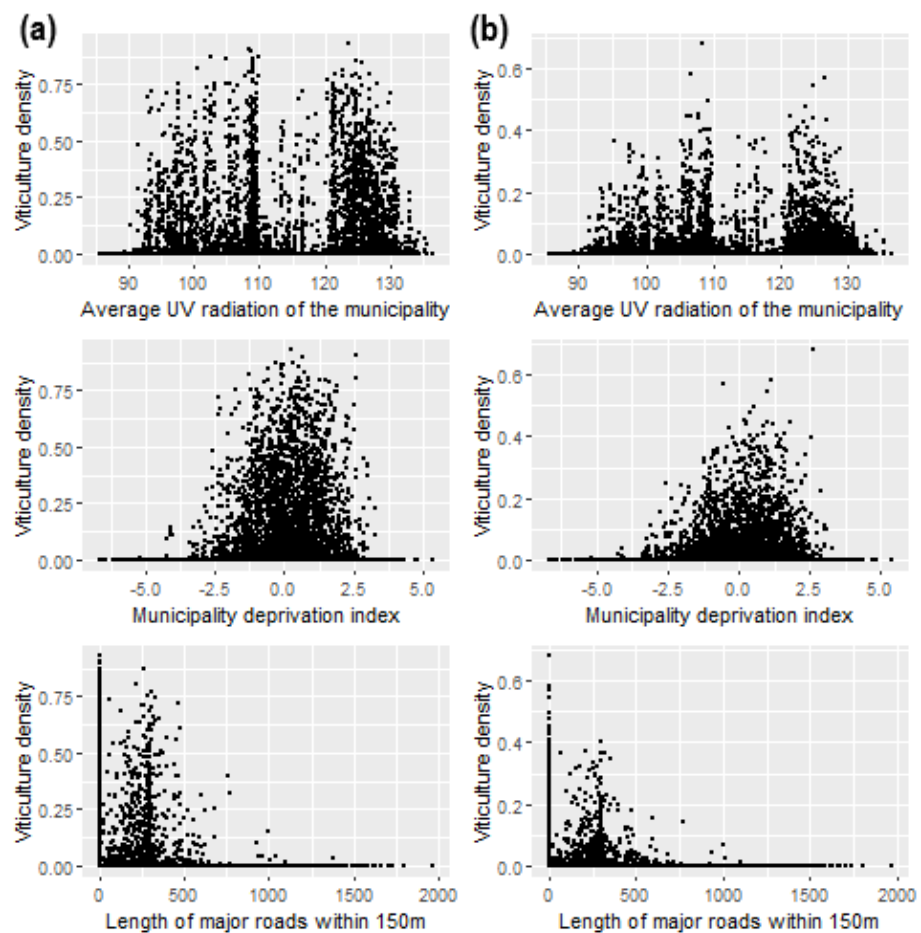 (a)
Viticulture density
0.75
0.50
0.25
0.00
90 100 110 120 130
Average UV radiation of the municipality
Viticulture density
0.75
0.50
0.25
0.00
-5.0 -2.5 0.0 2.5 5.0
Municipality deprivation index
Viticulture density
0.75
0.50
0.25
0.00
0 500 1000 1500 2000
Length of major roads within 150m
(b)
Viticulture density
0.6
0.4
0.2
0.0
90 100 110 120 130
Average UV radiation of the municipality
Viticulture density
0.6
0.4
0.2
0.0
-5.0 -2.5 0.0 2.5 5.0
Municipality deprivation index
Viticulture density
0.6
0.4
0.2
0.0
0 500 1000 1500 2000
Length of major roads within 150m